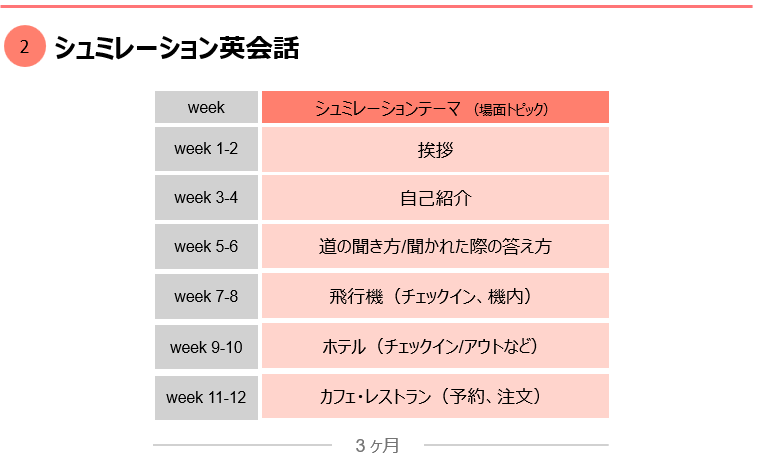 2 シュミレーション英会話
week シュミレーションテーマ （場面トピック）
week 1-2 挨拶
week 3-4 自己紹介
week 5-6 道の聞き方/聞かれた際の答え方
week 7-8 飛行機（チェックイン、機内）
week 9-10 ホテル（チェックイン/アウトなど）
week 11-12 カフェ・レストラン（予約、注文）
3 ヶ月